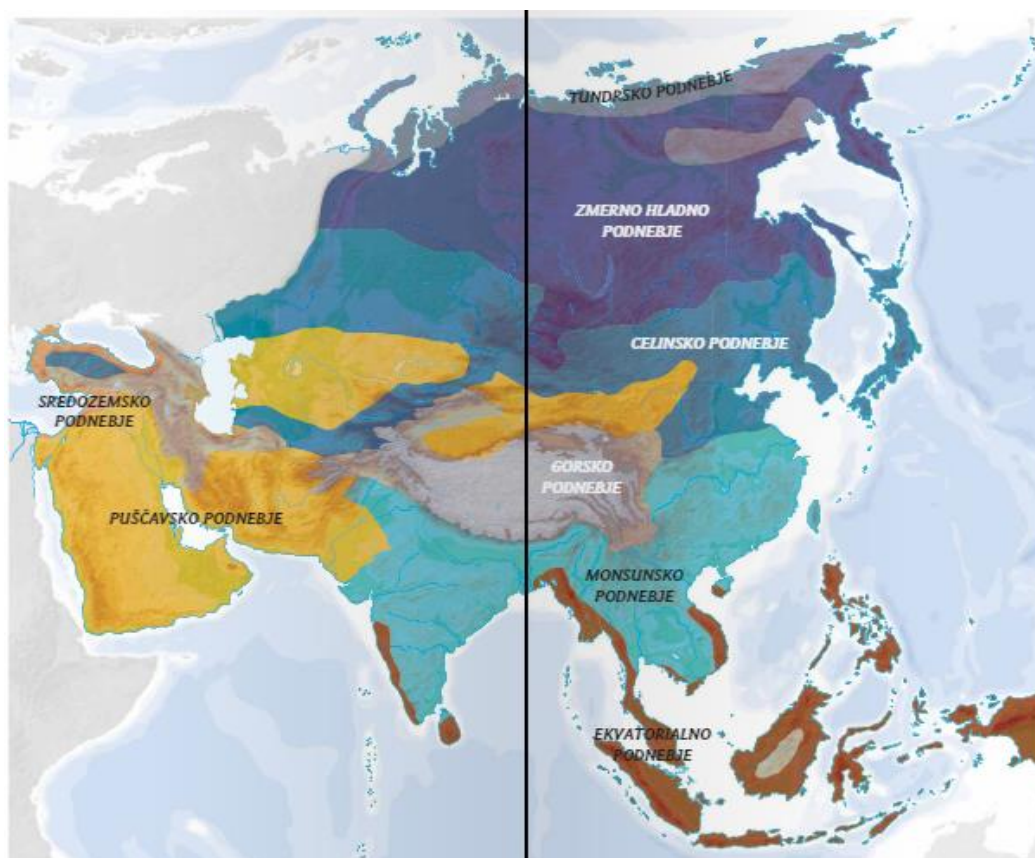 TUNDRSKO PODNEBJE
ZMERNO HLADNO
PODNEBJE
CELINSKO PODNEBJE
SREDOZEMSKO
PODNEBJE
GORSKO
PODNEBJE
PUŠČAVSKO PODNEBJE
MONSUNSKO
PODNEBJE
EKVATORIALNO
PODNEBJE